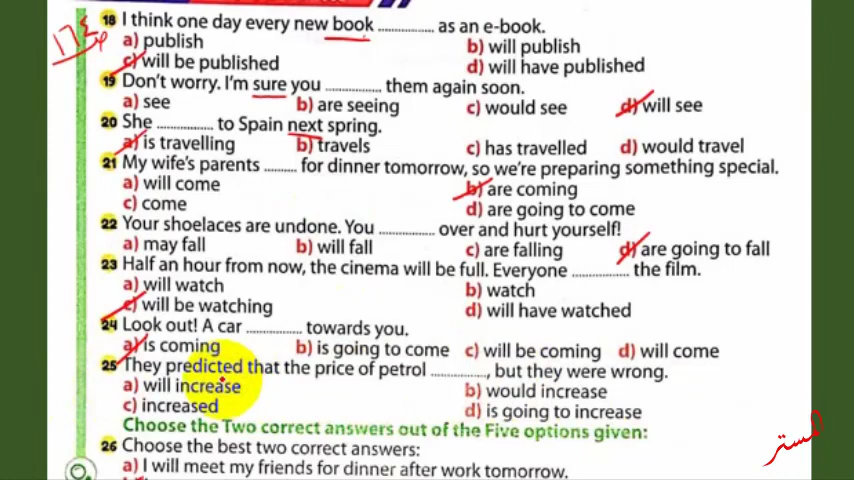 174
18 I think one day every new book ............... as an e-book.
a) publish b) will publish
c) will be published d) will have published
19 Don't worry. I'm sure you ............... them again soon.
a) see b) are seeing c) would see d) will see
20 She ............... to Spain next spring.
a) is travelling b) travels c) has travelled d) would travel
21 My wife's parents ......... for dinner tomorrow, so we're preparing something special.
a) will come b) are coming
c) come d) are going to come
22 Your shoelaces are undone. You ............... over and hurt yourself!
a) may fall b) will fall c) are falling d) are going to fall
23 Half an hour from now, the cinema will be full. Everyone ............... the film.
a) will watch b) watch
c) will be watching d) will have watched
24 Look out! A car ............... towards you.
a) is coming b) is going to come c) will be coming d) will come
25 They predicted that the price of petrol ..............., but they were wrong.
a) will increase b) would increase
c) increased d) is going to increase
Choose the Two correct answers out of the Five options given:
26 Choose the best two correct answers:
a) I will meet my friends for dinner after work tomorrow.
المستر